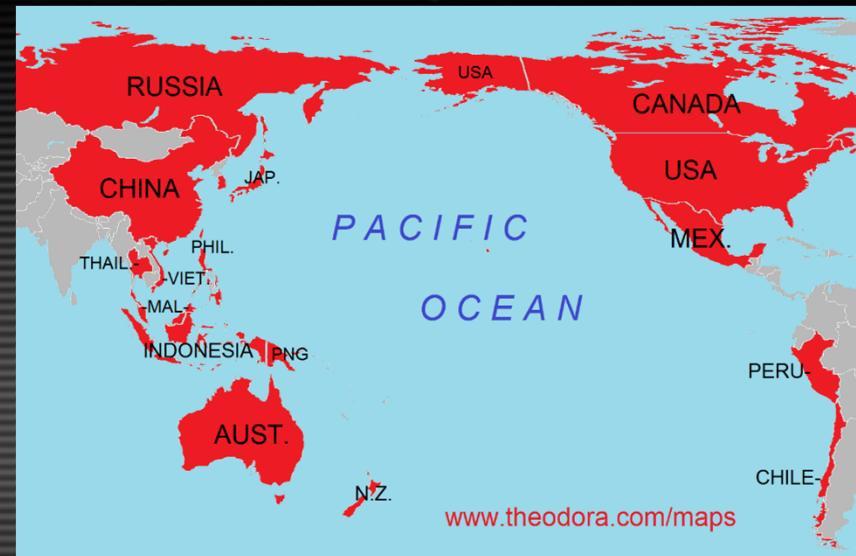 RUSSIA
USA
CANADA
CHINA
JAP.
USA
PACIFIC
PHIL.
MEX.
THAIL.-
-VIET.
-MAL-
OCEAN
INDONESIA
PNG
PERU-
AUST.
CHILE-
N.Z.
www.theodora.com/maps